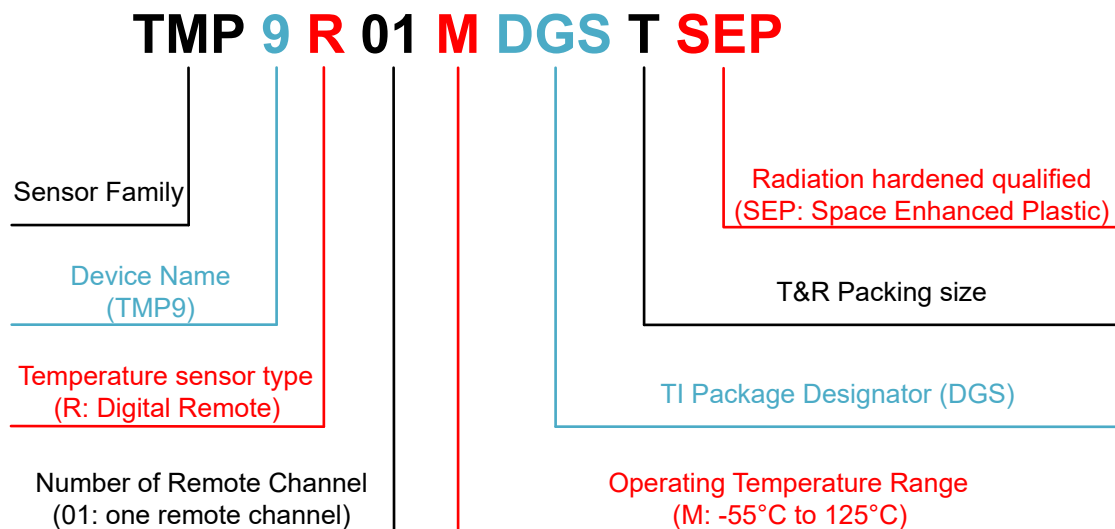 TMP 9 R 01 M DGS T SEP
Sensor Family
Radiation hardened qualified
(SEP: Space Enhanced Plastic)
Device Name
(TMP9)
T&R Packing size
Temperature sensor type
(R: Digital Remote)
TI Package Designator (DGS)
Number of Remote Channel
(01: one remote channel)
Operating Temperature Range
(M: -55°C to 125°C)